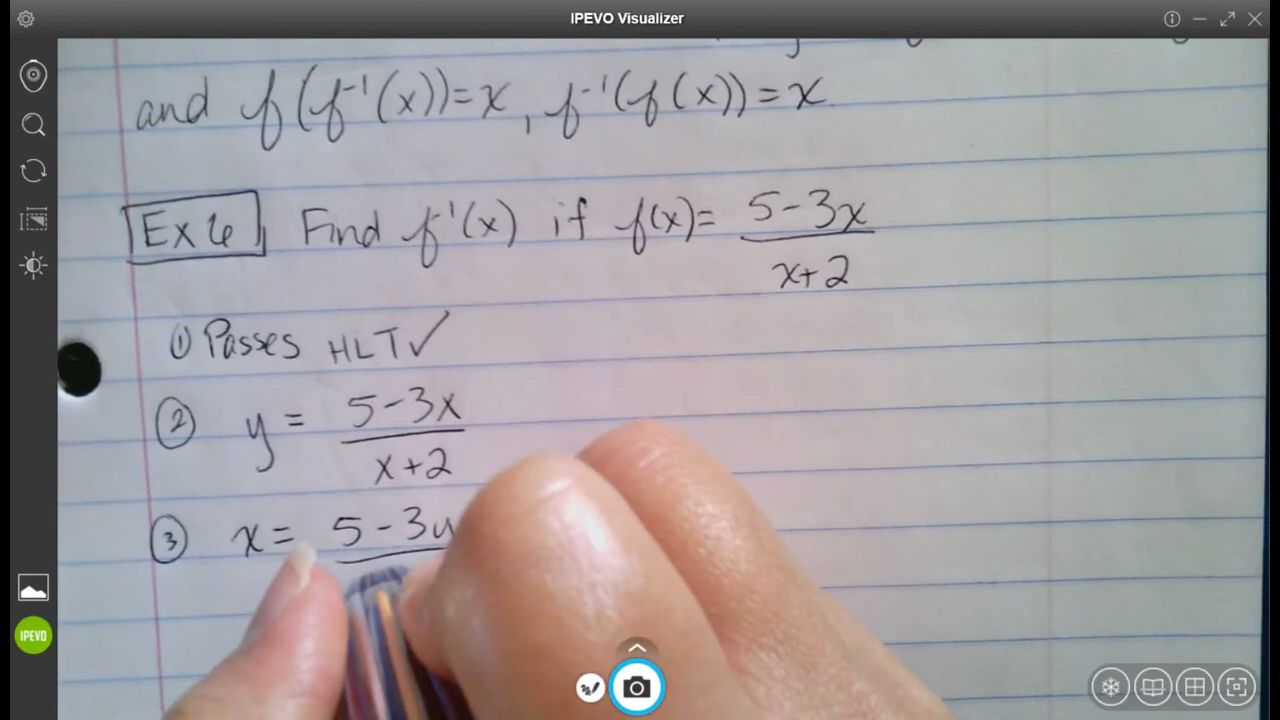 IPEVO Visualizer
and f(f⁻¹(x))=x, f⁻¹(f(x))=x
Ex 6 Find f⁻¹(x) if f(x)= 5-3x
x+2
① Passes HLT ✓
② y = 5-3x
x+2
③ x = 5-3y
IPEVO